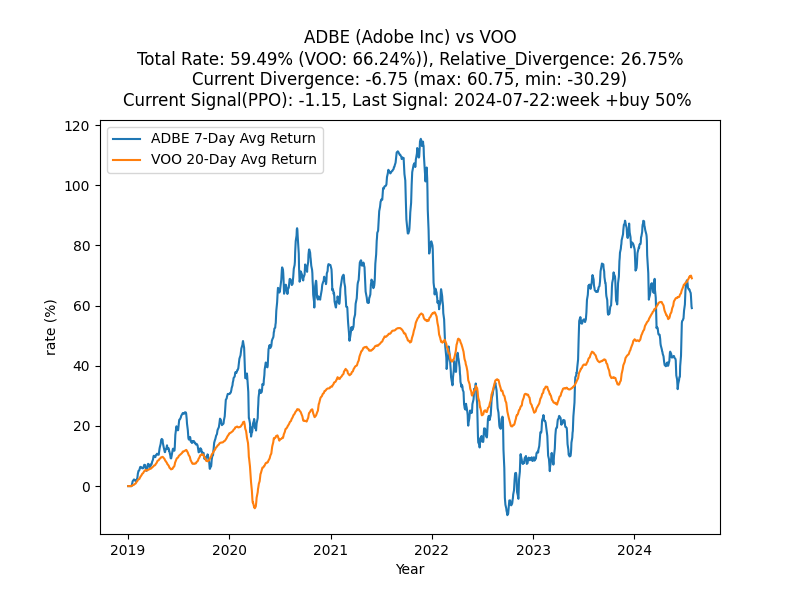 ADBE (Adobe Inc) vs VOO
Total Rate: 59.49% (VOO: 66.24%)), Relative_Divergence: 26.75%
Current Divergence: -6.75 (max: 60.75, min: -30.29)
Current Signal(PPO): -1.15, Last Signal: 2024-07-22:week +buy 50%
ADBE 7-Day Avg Return
VOO 20-Day Avg Return
120
100
80
60
40
20
0
rate (%)
2019 2020 2021 2022 2023 2024
Year